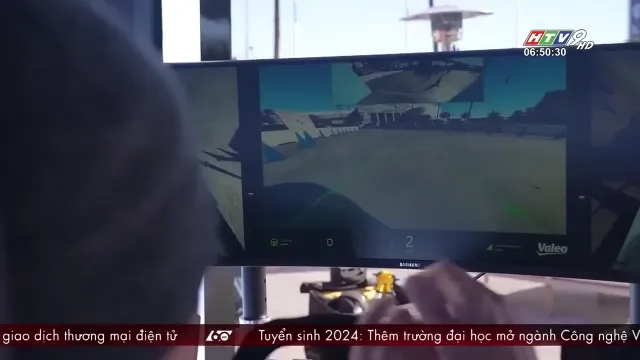 HTV9 HD
06:50:30
D
2
Valeo
SAMSUNG
giao dịch thương mại điện tử
60 Tuyển sinh 2024: Thêm trường đại học mở ngành Công nghệ V